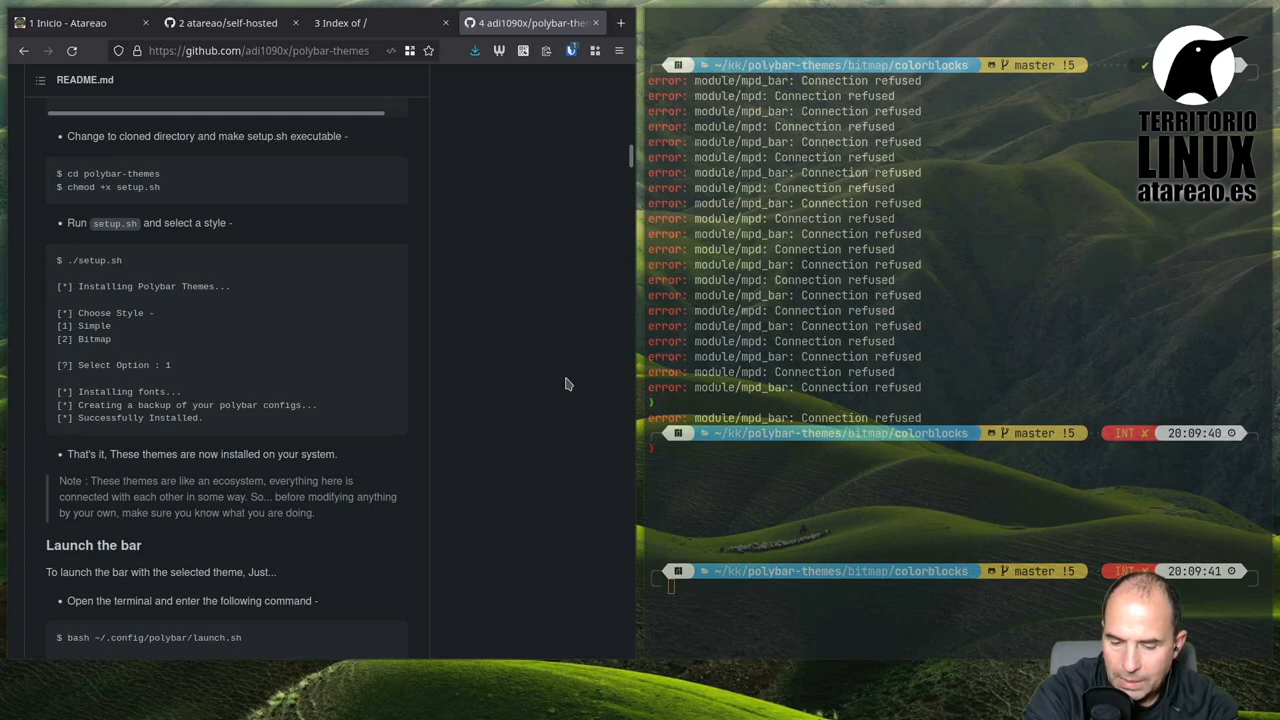 1 Inicio - Atareao
2 atareao/self-hosted
3 Index of /
4 adi1090x/polybar-them
https://github.com/adi1090x/polybar-themes
README.md
Change to cloned directory and make setup.sh executable -
$ cd polybar-themes
$ chmod +x setup.sh
Run setup.sh and select a style -
$ ./setup.sh
[*] Installing Polybar Themes...
[*] Choose Style -
[1] Simple
[2] Bitmap
[?] Select Option : 1
[*] Installing fonts...
[*] Creating a backup of your polybar configs...
[*] Successfully Installed.
That's it, These themes are now installed on your system.
Note : These themes are like an ecosystem, everything here is
connected with each other in some way. So... before modifying anything
by your own, make sure you know what you are doing.
Launch the bar
To launch the bar with the selected theme, Just...
Open the terminal and enter the following command -
$ bash ~/.config/polybar/launch.sh
~/kk/polybar-themes/bitmap/colorblocks master !5
error: module/mpd_bar: Connection refused
error: module/mpd: Connection refused
error: module/mpd_bar: Connection refused
error: module/mpd: Connection refused
error: module/mpd_bar: Connection refused
error: module/mpd: Connection refused
error: module/mpd_bar: Connection refused
error: module/mpd: Connection refused
error: module/mpd_bar: Connection refused
error: module/mpd: Connection refused
error: module/mpd_bar: Connection refused
error: module/mpd: Connection refused
error: module/mpd_bar: Connection refused
error: module/mpd: Connection refused
error: module/mpd_bar: Connection refused
error: module/mpd: Connection refused
error: module/mpd_bar: Connection refused
error: module/mpd: Connection refused
error: module/mpd_bar: Connection refused
error: module/mpd: Connection refused
error: module/mpd_bar: Connection refused
error: module/mpd_bar: Connection refused
~/kk/polybar-themes/bitmap/colorblocks master !5 INT ✘ 20:09:40
~/kk/polybar-themes/bitmap/colorblocks master !5 INT ✘ 20:09:41
TERRITORIO
LINUX
atareao.es